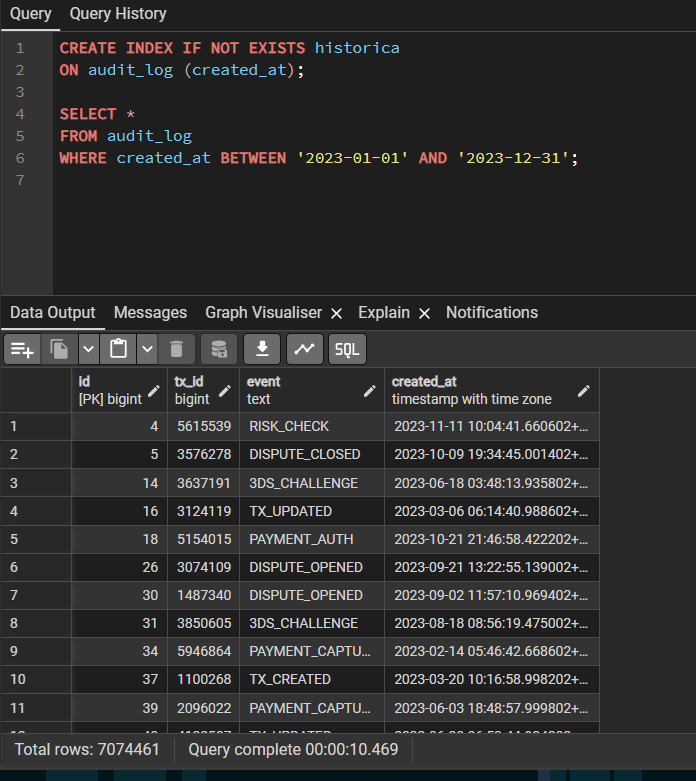 Query Query History
1 CREATE INDEX IF NOT EXISTS historica
2 ON audit_log (created_at);
3
4 SELECT *
5 FROM audit_log
6 WHERE created_at BETWEEN '2023-01-01' AND '2023-12-31';
7
Data Output Messages Graph Visualiser × Explain × Notifications
SQL
id tx_id event created_at
[PK] bigint bigint text timestamp with time zone
1 4 5615539 RISK_CHECK 2023-11-11 10:04:41.660602+...
2 5 3576278 DISPUTE_CLOSED 2023-10-09 19:34:45.001402+...
3 14 3637191 3DS_CHALLENGE 2023-06-18 03:48:13.935802+...
4 16 3124119 TX_UPDATED 2023-03-06 06:14:40.988602+...
5 18 5154015 PAYMENT_AUTH 2023-10-21 21:46:58.422202+...
6 26 3074109 DISPUTE_OPENED 2023-09-21 13:22:55.139002+...
7 30 1487340 DISPUTE_OPENED 2023-09-02 11:57:10.969402+...
8 31 3850605 3DS_CHALLENGE 2023-08-18 08:56:19.475002+...
9 34 5946864 PAYMENT_CAPTU... 2023-02-14 05:46:42.668602+...
10 37 1100268 TX_CREATED 2023-03-20 10:16:58.998202+...
11 39 2096022 PAYMENT_CAPTU... 2023-06-03 18:48:57.999802+...
Total rows: 7074461 Query complete 00:00:10.469